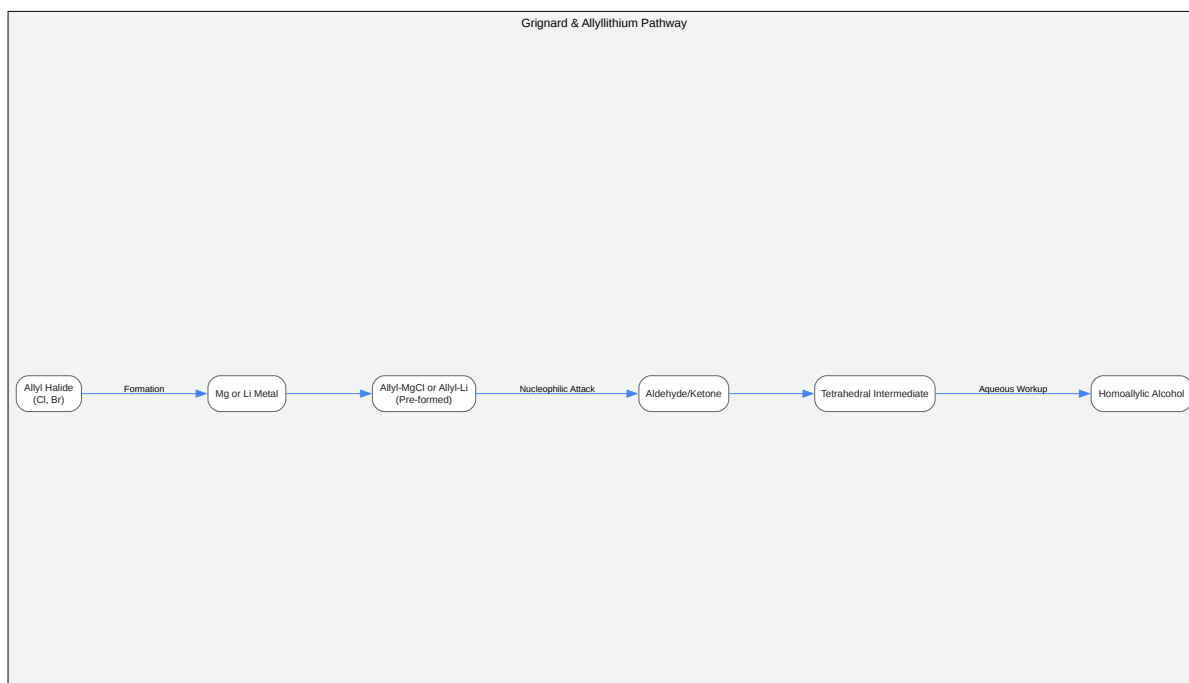 Grignard & Allyllithium Pathway
Allyl Halide
(Cl, Br)
Formation
Mg or Li Metal
Allyl-MgCl or Allyl-Li
(Pre-formed)
Nucleophilic Attack
Aldehyde/Ketone
Tetrahedral Intermediate
Aqueous Workup
Homoallylic Alcohol